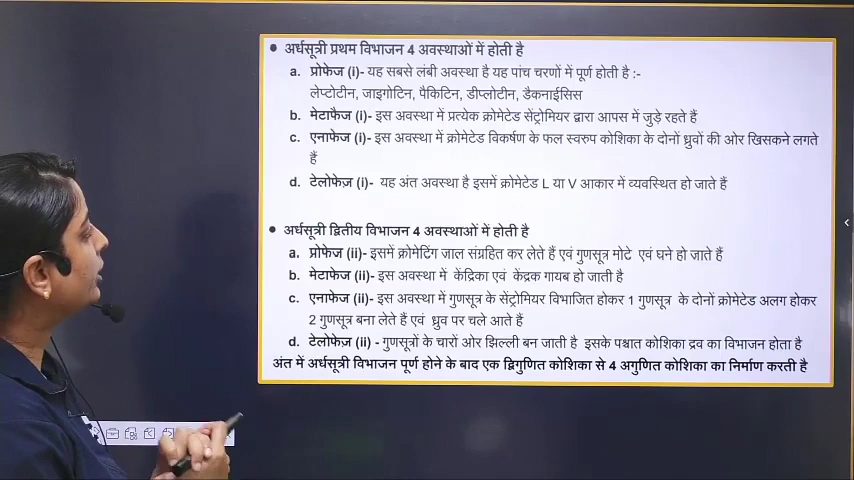 • अर्धसूत्री प्रथम विभाजन 4 अवस्थाओं में होती है
a. प्रोफेज (i)- यह सबसे लंबी अवस्था है यह पांच चरणों में पूर्ण होती है :-
लेप्टोटीन, जाइगोटिन, पैकिटिन, डीप्लोटीन, डैकनाईसिस
b. मेटाफैज (i)- इस अवस्था में प्रत्येक क्रोमेटेड सेंट्रोमियर द्वारा आपस में जुड़े रहते हैं
c. एनाफेज (i)- इस अवस्था में क्रोमेटेड विकर्षण के फल स्वरुप कोशिका के दोनों ध्रुवों की ओर खिसकने लगते
हैं
d. टेलोफेज़ (i)- यह अंत अवस्था है इसमें क्रोमेटेड L या V आकार में व्यवस्थित हो जाते हैं
• अर्धसूत्री द्वितीय विभाजन 4 अवस्थाओं में होती है
a. प्रोफेज (ii)- इसमें क्रोमेटिंग जाल संग्रहित कर लेते हैं एवं गुणसूत्र मोटे एवं घने हो जाते हैं
b. मेटाफैज (ii)- इस अवस्था में केंद्रिका एवं केंद्रक गायब हो जाती है
c. एनाफेज (ii)- इस अवस्था में गुणसूत्र के सेंट्रोमियर विभाजित होकर 1 गुणसूत्र के दोनों क्रोमेटेड अलग होकर
2 गुणसूत्र बना लेते हैं एवं ध्रुव पर चले आते हैं
d. टेलोफेज़ (ii) - गुणसूत्रों के चारों ओर झिल्ली बन जाती है इसके पश्चात कोशिका द्रव का विभाजन होता है
अंत में अर्धसूत्री विभाजन पूर्ण होने के बाद एक द्विगुणित कोशिका से 4 अगुणित कोशिका का निर्माण करती है